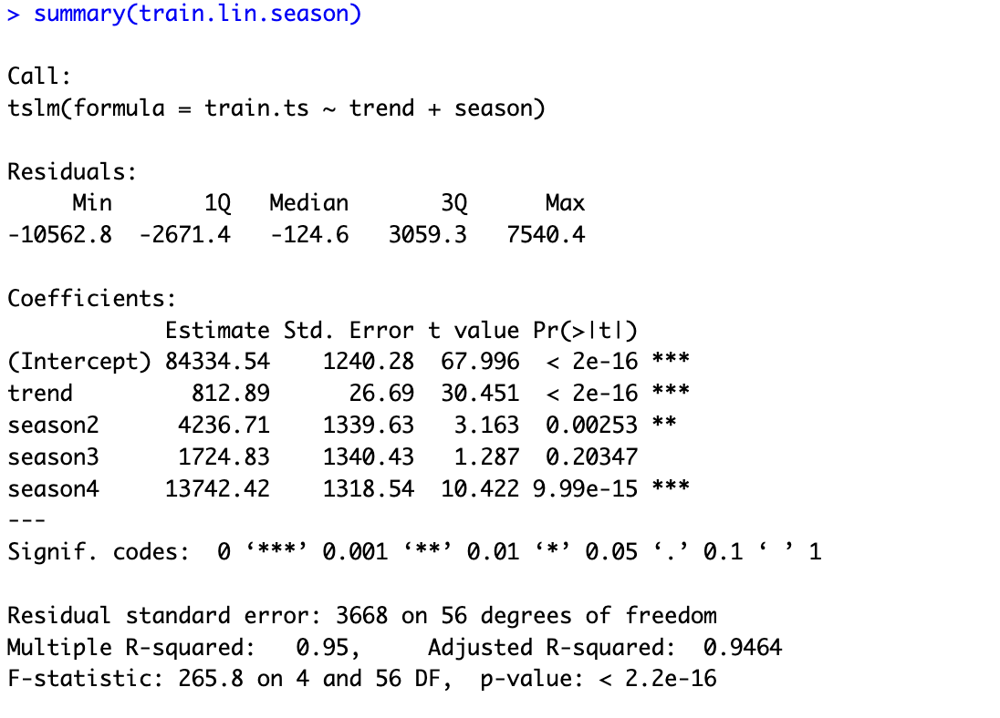 > summary(train.lin.season)
Call:
tslm(formula = train.ts ~ trend + season)
Residuals:
     Min       1Q   Median       3Q      Max
-10562.8  -2671.4   -124.6   3059.3   7540.4
Coefficients:
            Estimate Std. Error t value Pr(>|t|)
(Intercept) 84334.54    1240.28  67.996  < 2e-16 ***
trend         812.89      26.69  30.451  < 2e-16 ***
season2      4236.71    1339.63   3.163  0.00253 **
season3      1724.83    1340.43   1.287  0.20347
season4     13742.42    1318.54  10.422 9.99e-15 ***
---
Signif. codes:  0 ‘***’ 0.001 ‘**’ 0.01 ‘*’ 0.05 ‘.’ 0.1 ‘ ’ 1
Residual standard error: 3668 on 56 degrees of freedom
Multiple R-squared:   0.95,	Adjusted R-squared:  0.9464
F-statistic: 265.8 on 4 and 56 DF,  p-value: < 2.2e-16